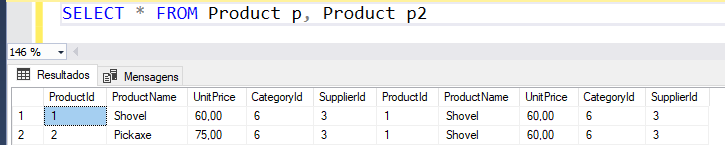 SELECT * FROM Product p, Product p2
146 %
Resultados Mensagens
ProductId ProductName UnitPrice CategoryId SupplierId ProductId ProductName UnitPrice CategoryId SupplierId
1 1 Shovel 60,00 6 3 1 Shovel 60,00 6 3
2 2 Pickaxe 75,00 6 3 1 Shovel 60,00 6 3